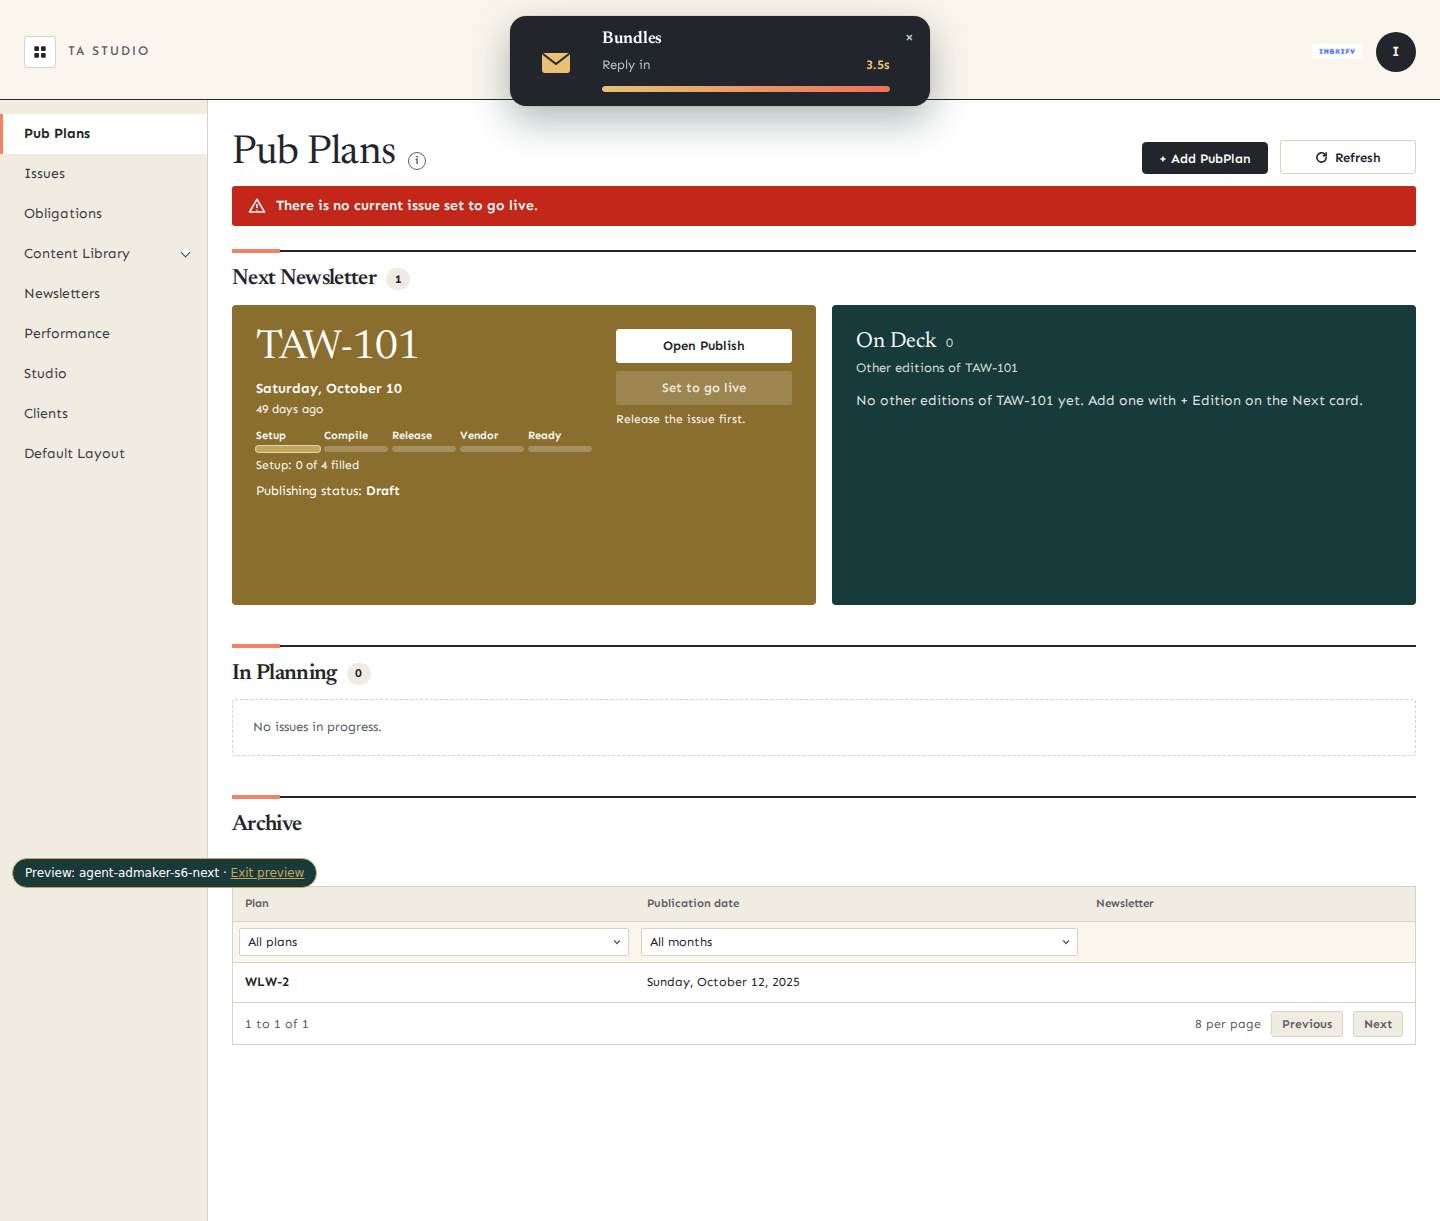 TA STUDIO
Bundles
×
Reply in
3.5s
INBXIFY
I
Pub Plans
Issues
Obligations
Content Library
Newsletters
Performance
Studio
Clients
Default Layout
Pub Plans
i
+ Add PubPlan
Refresh
There is no current issue set to go live.
Next Newsletter 1
TAW-101
Saturday, October 10
49 days ago
Setup Compile Release Vendor Ready
Setup: 0 of 4 filled
Publishing status: Draft
Open Publish
Set to go live
Release the issue first.
On Deck 0
Other editions of TAW-101
No other editions of TAW-101 yet. Add one with + Edition on the Next card.
In Planning 0
No issues in progress.
Archive
Preview: agent-admaker-s6-next · Exit preview
Plan Publication date Newsletter
All plans All months
WLW-2 Sunday, October 12, 2025
1 to 1 of 1 8 per page Previous Next